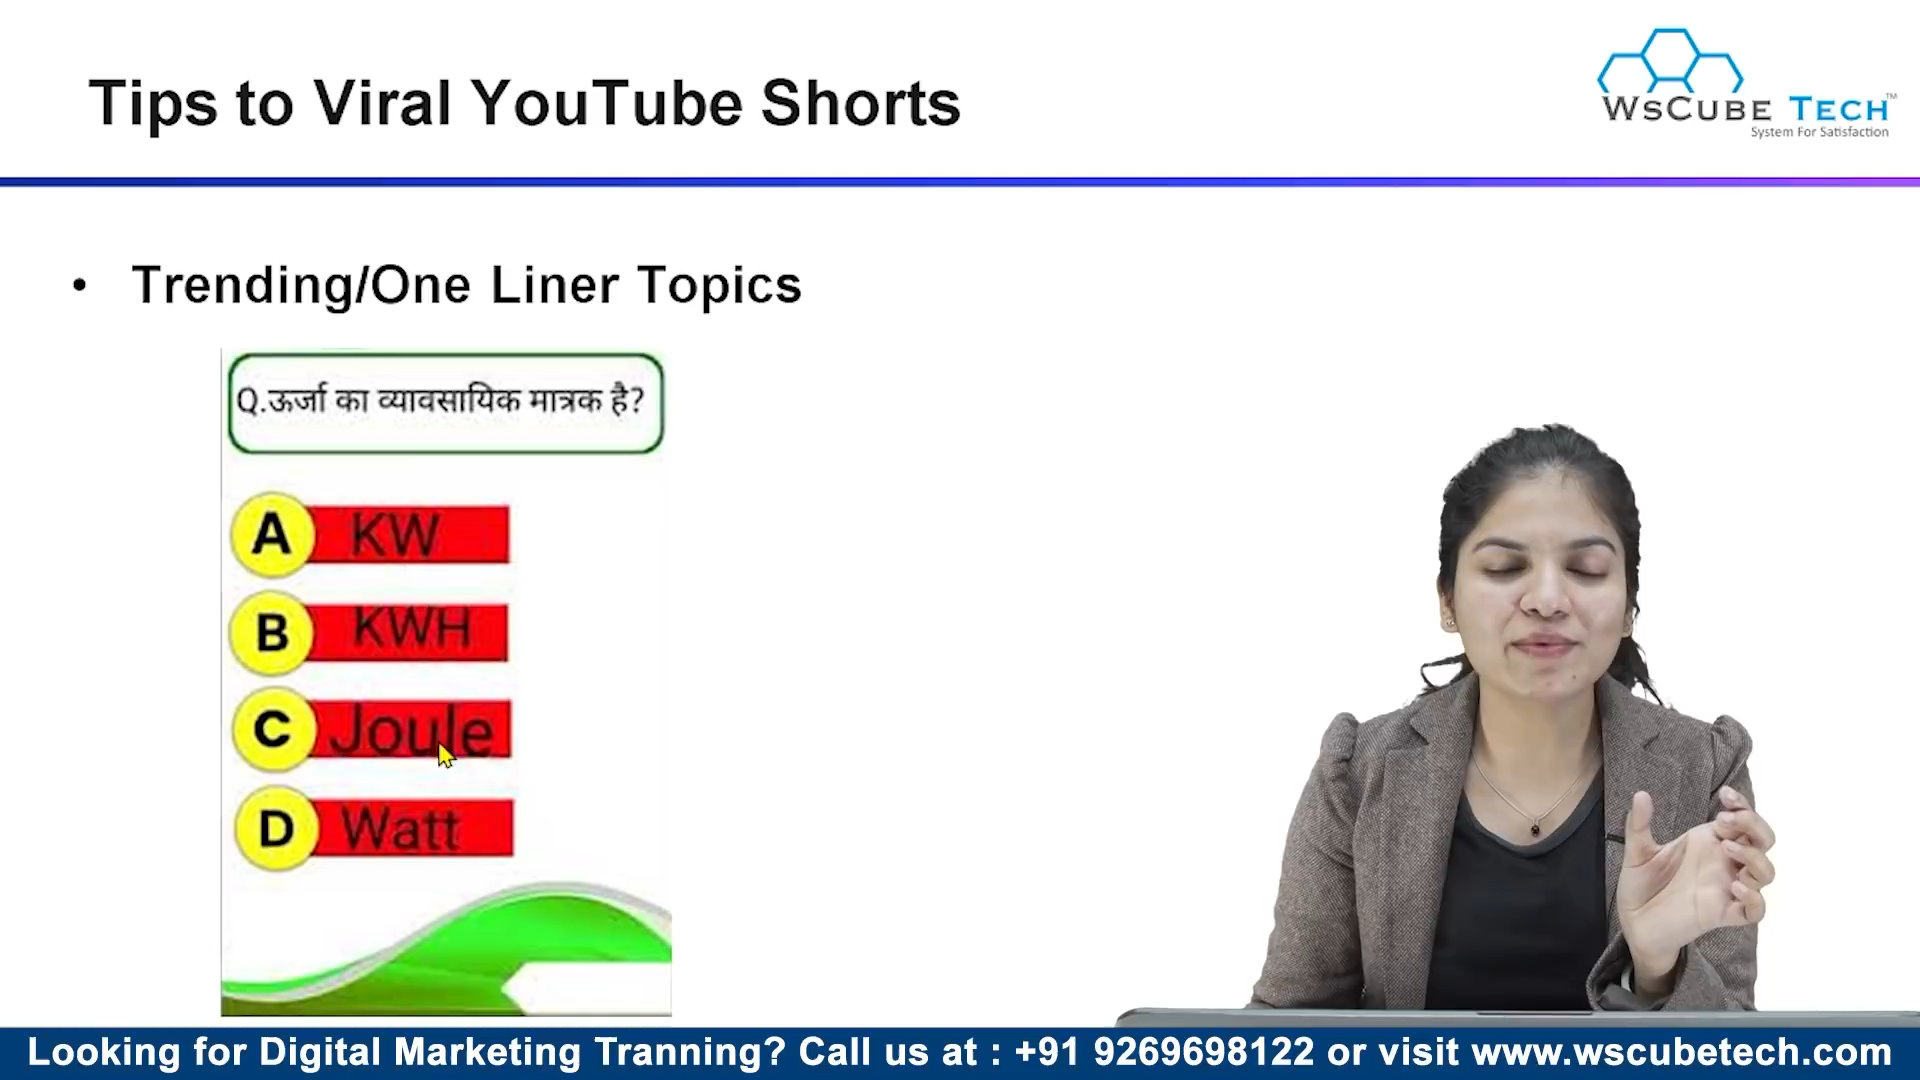 Tips to Viral YouTube Shorts
WsCube Tech™
System For Satisfaction
• Trending/One Liner Topics
Q.ऊर्जा का व्यावसायिक मात्रक है?
A KW
B KWH
C Joule
D Watt
Looking for Digital Marketing Tranning? Call us at : +91 9269698122 or visit www.wscubetech.com